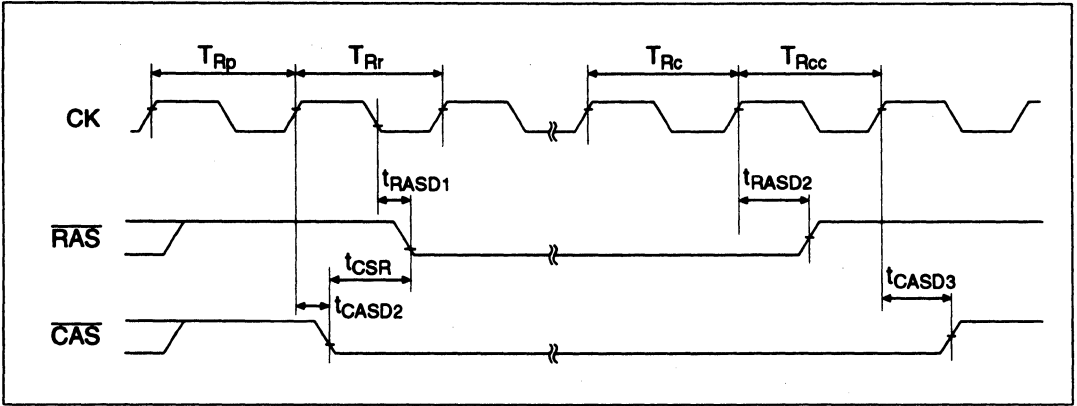 TRp TRr TRc TRcc
CK
tRASD1 tRASD2
RAS
tCSR
tCASD3
tCASD2
CAS